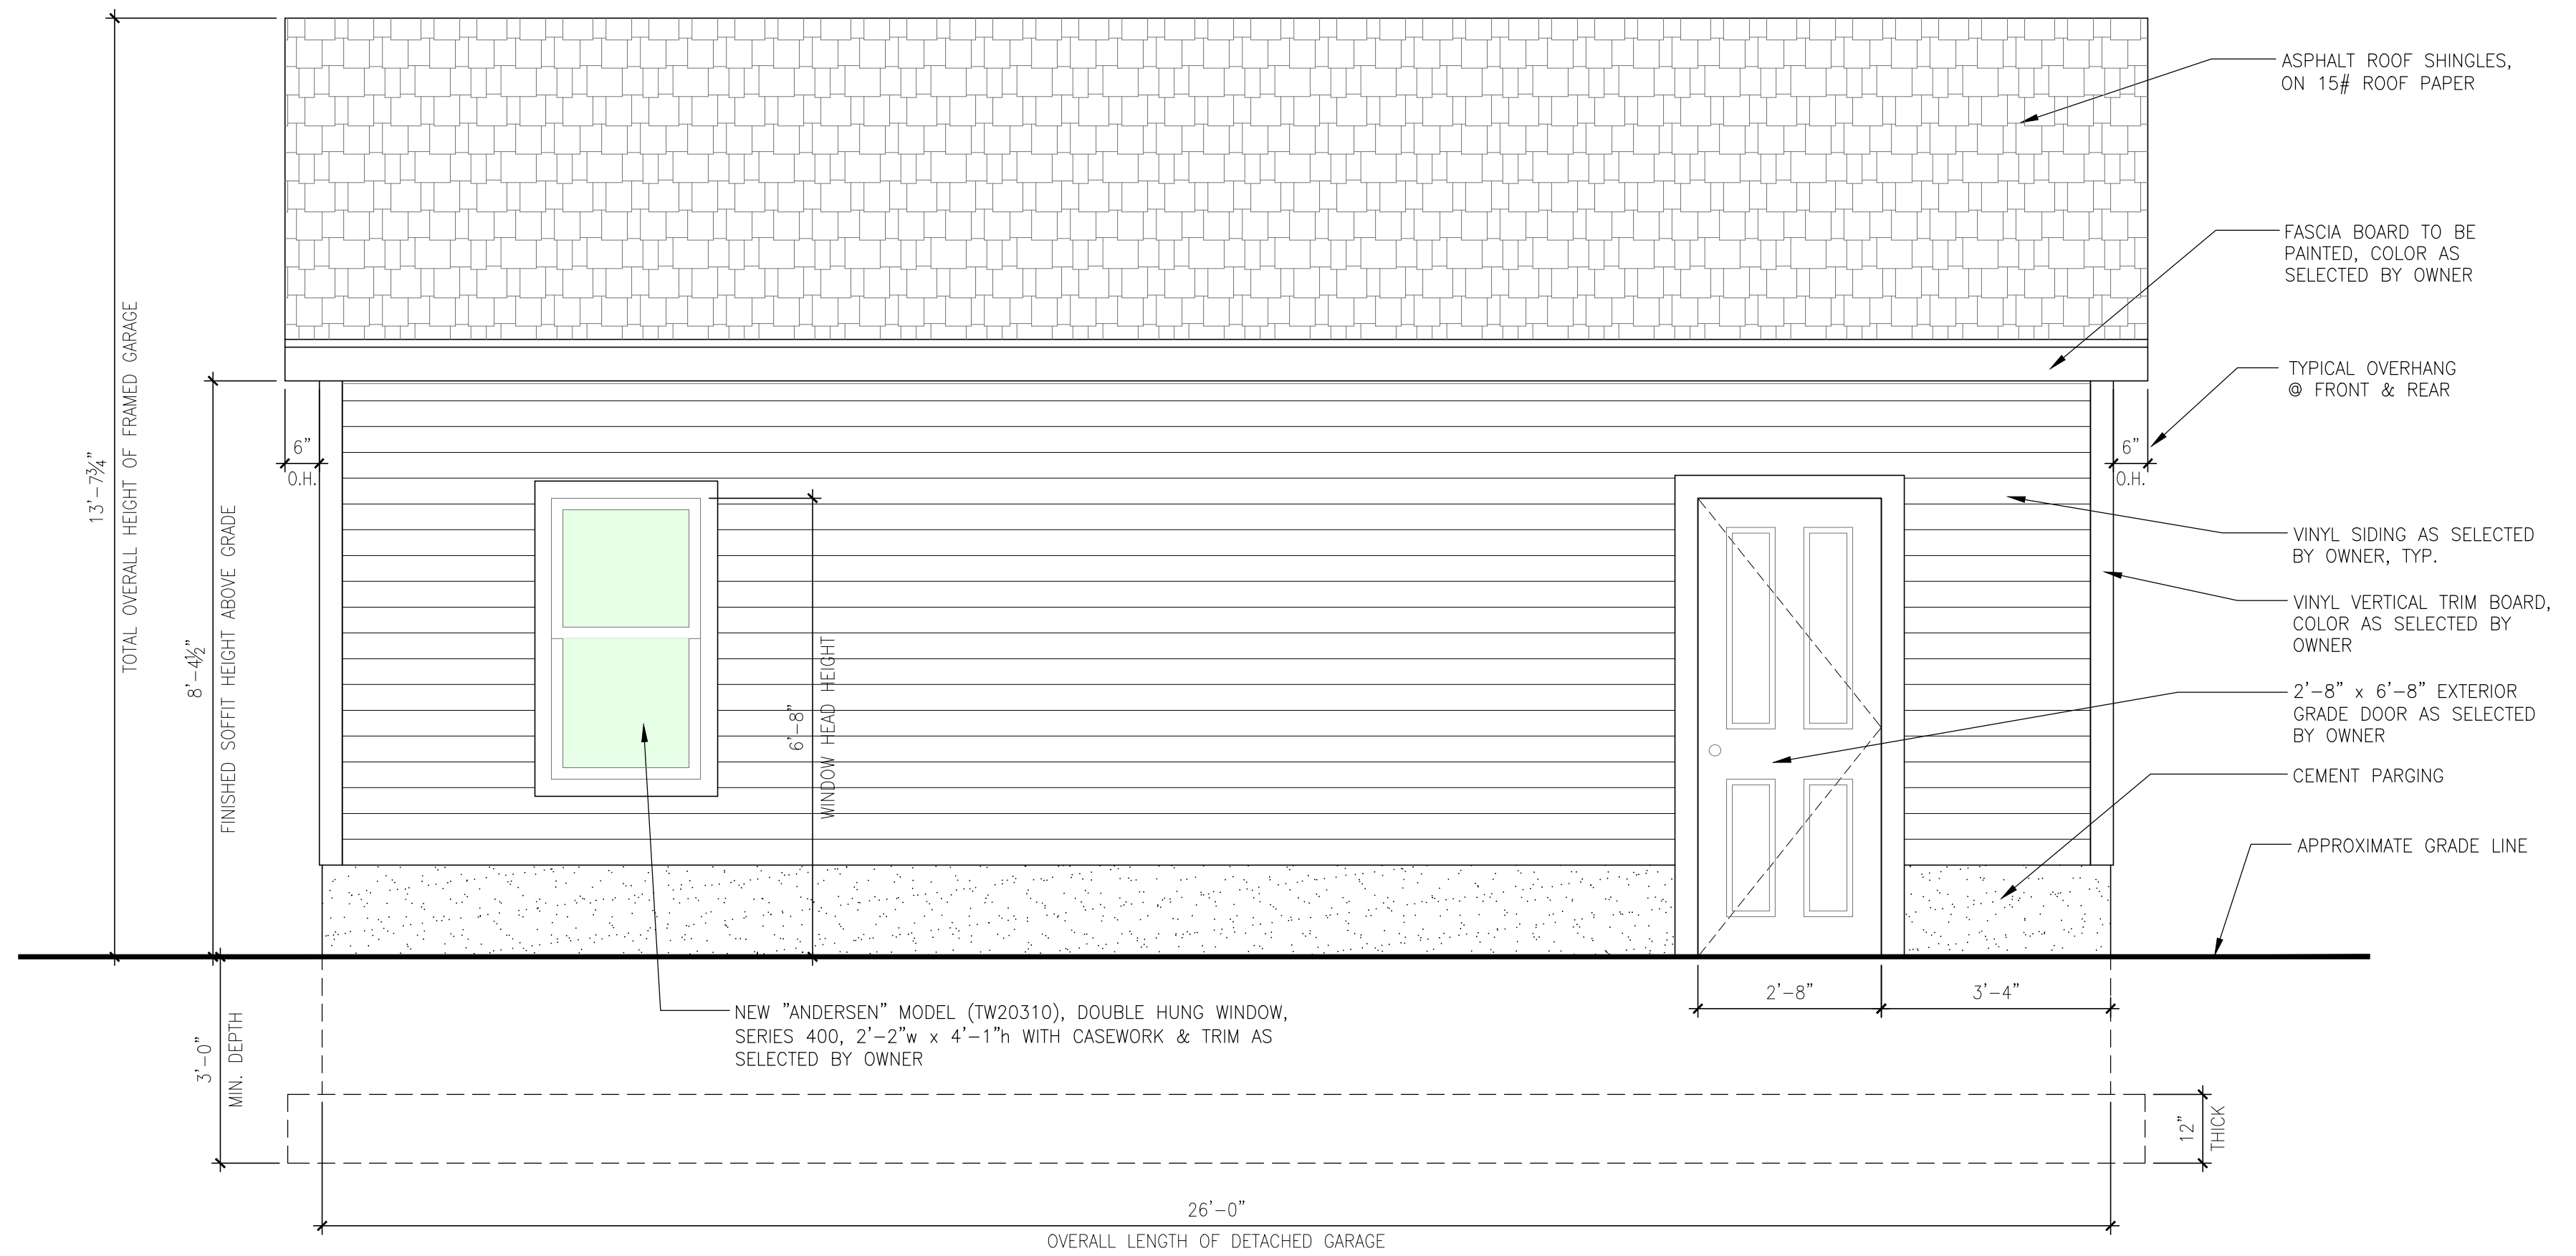 ASPHALT ROOF SHINGLES,
ON 15# ROOF PAPER
FASCIA BOARD TO BE
PAINTED, COLOR AS
SELECTED BY OWNER
TYPICAL OVERHANG
@ FRONT & REAR
13'-7¾"
TOTAL OVERALL HEIGHT OF FRAMED GARAGE
8'-4½"
FINISHED SOFFIT HEIGHT ABOVE GRADE
6"
O.H.
6"
O.H.
6'-8"
WINDOW HEAD HEIGHT
VINYL SIDING AS SELECTED
BY OWNER, TYP.
VINYL VERTICAL TRIM BOARD,
COLOR AS SELECTED BY
OWNER
2'-8" x 6'-8" EXTERIOR
GRADE DOOR AS SELECTED
BY OWNER
CEMENT PARGING
APPROXIMATE GRADE LINE
2'-8"
3'-4"
NEW "ANDERSEN" MODEL (TW20310), DOUBLE HUNG WINDOW,
SERIES 400, 2'-2"w x 4'-1"h WITH CASEWORK & TRIM AS
SELECTED BY OWNER
3'-0"
MIN. DEPTH
12"
THICK
26'-0"
OVERALL LENGTH OF DETACHED GARAGE